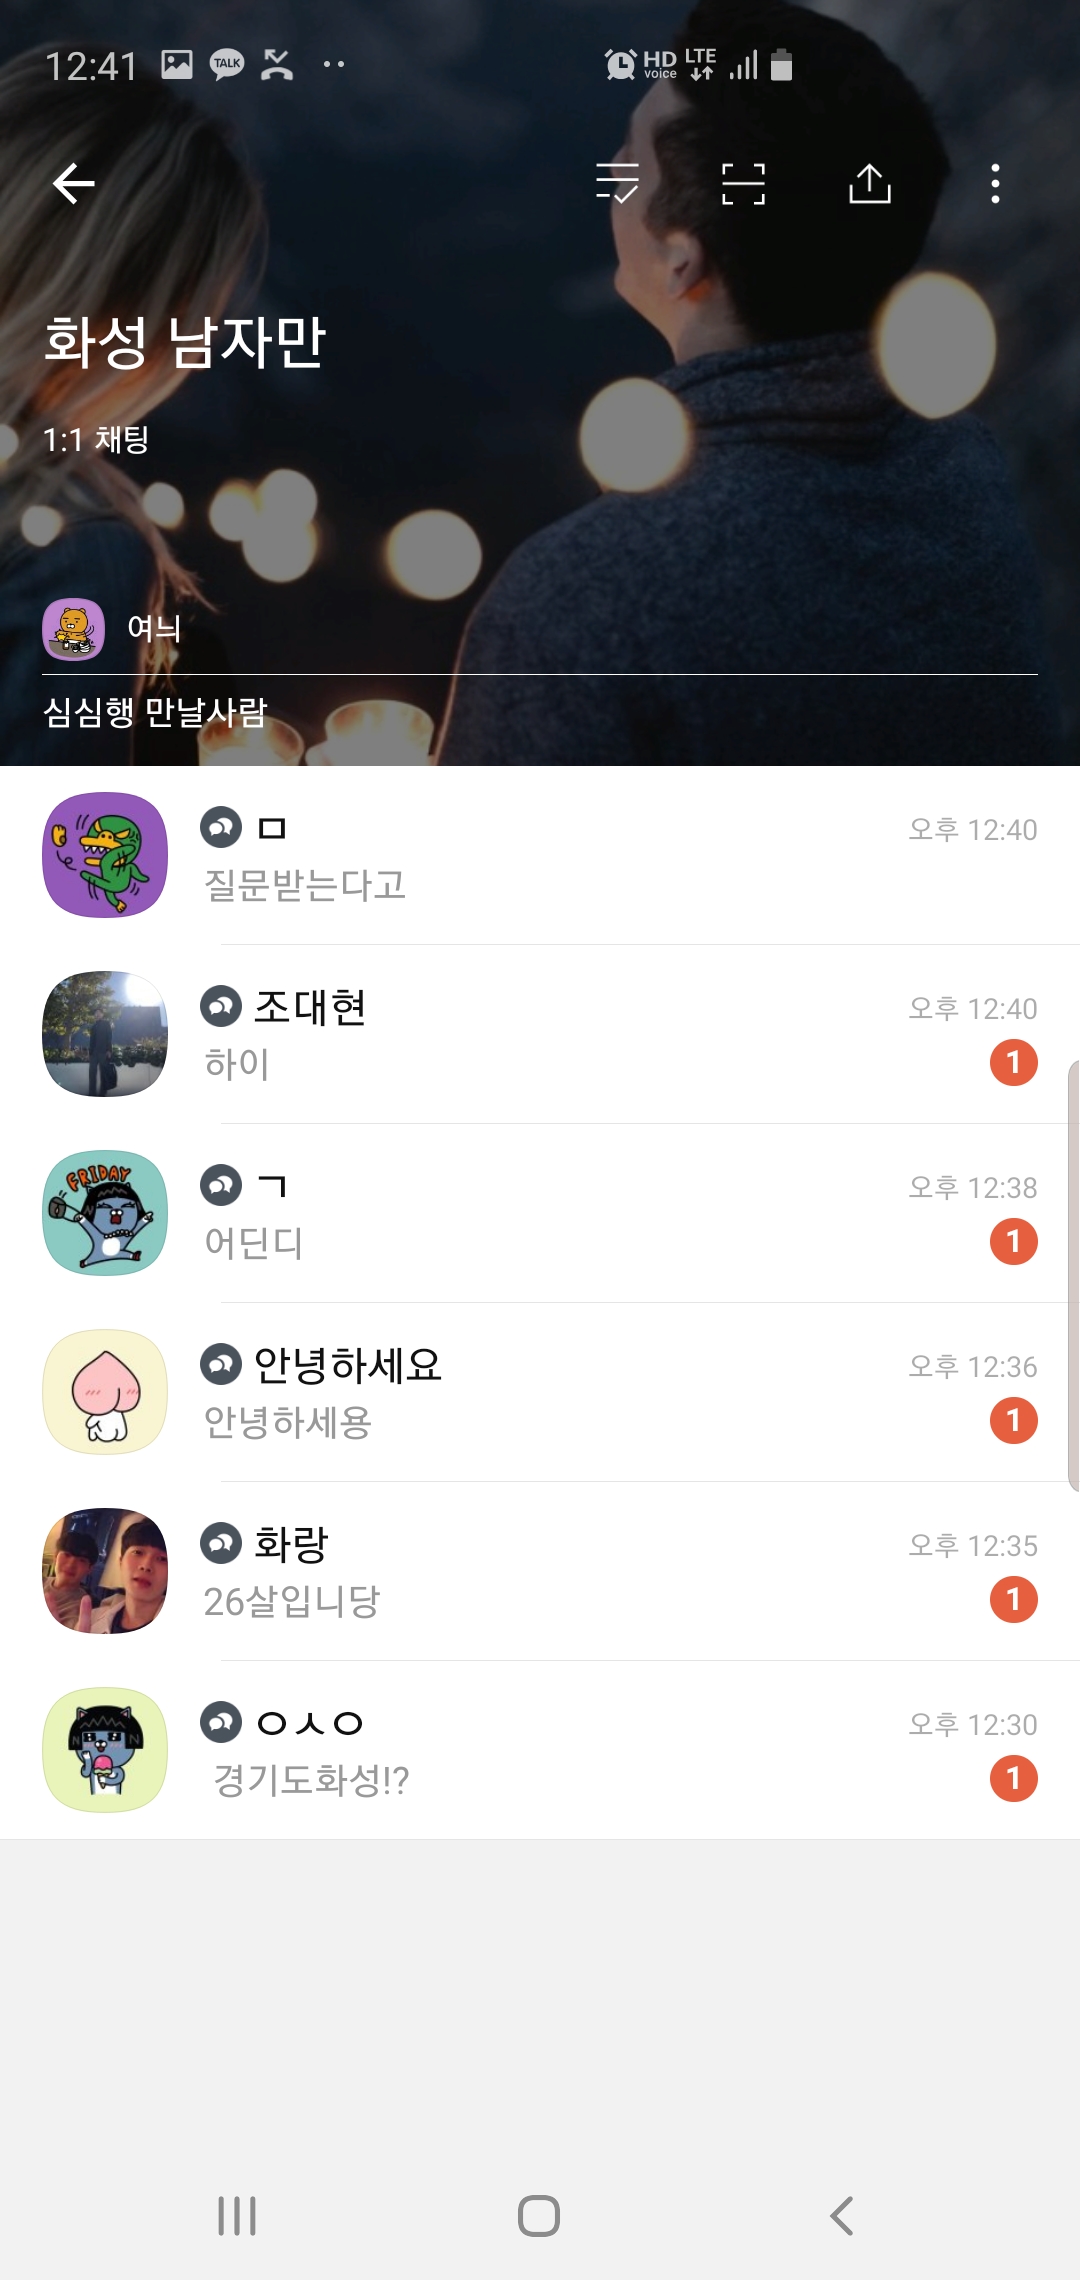 12:41 TALK HD voice LTE
화성 남자만
1:1 채팅
여늬
심심행 만날사람
ㅁ 오후 12:40
질문받는다고
조대현 오후 12:40
하이 1
FRIDAY
ㄱ 오후 12:38
어딘디 1
안녕하세요 오후 12:36
안녕하세용 1
화랑 오후 12:35
26살입니당 1
ㅇㅅㅇ 오후 12:30
경기도화성!? 1